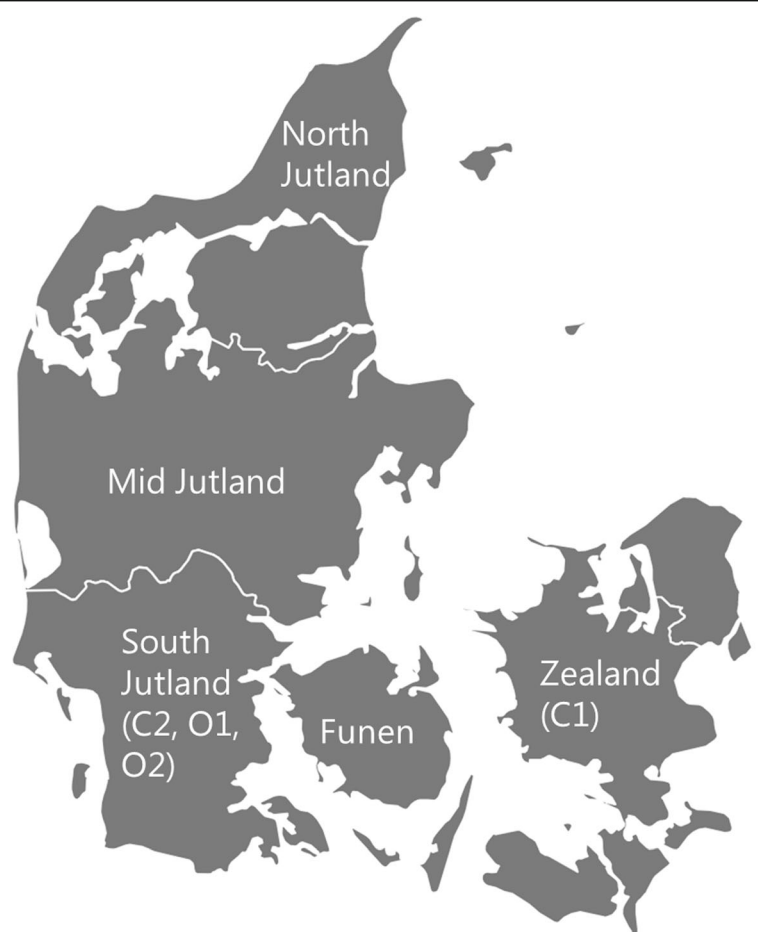 North
Jutland
Mid Jutland
South
Jutland
(C2, O1,
O2)
Funen
Zealand
(C1)